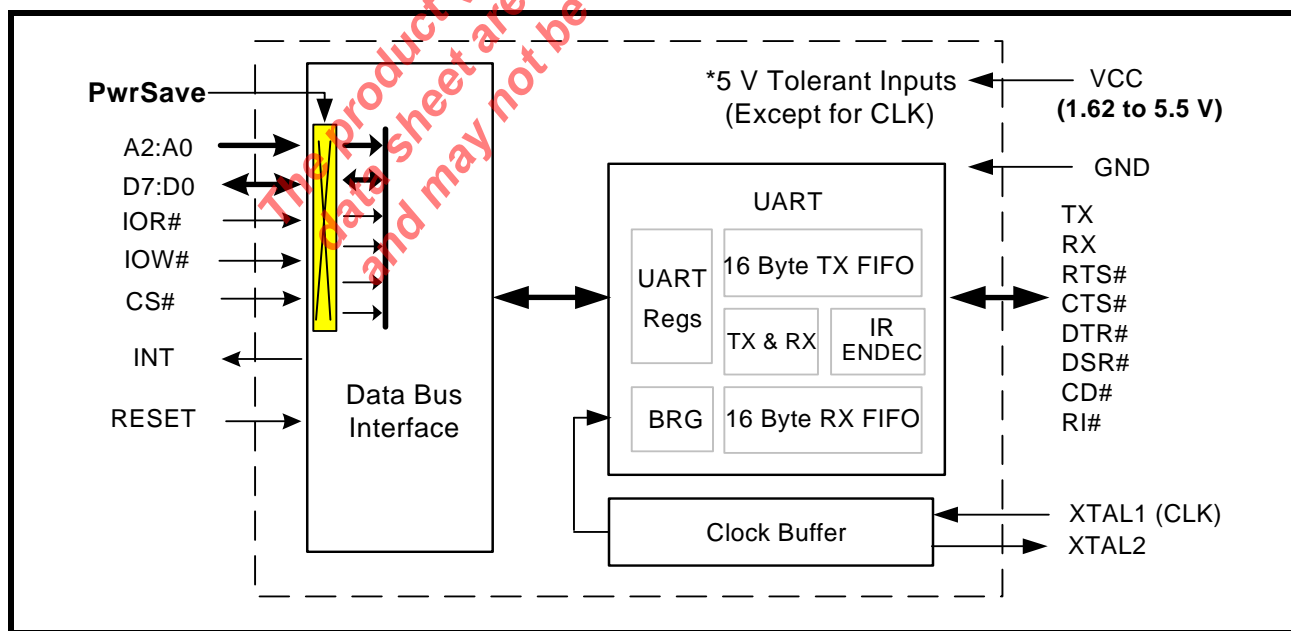 The product
data sheet are
and may not be
PwrSave
A2:A0
D7:D0
IOR#
IOW#
CS#
INT
RESET
Data Bus
Interface
*5 V Tolerant Inputs
(Except for CLK)
VCC
(1.62 to 5.5 V)
GND
UART
UART
Regs
16 Byte TX FIFO
TX & RX
IR
ENDEC
BRG
16 Byte RX FIFO
TX
RX
RTS#
CTS#
DTR#
DSR#
CD#
RI#
Clock Buffer
XTAL1 (CLK)
XTAL2